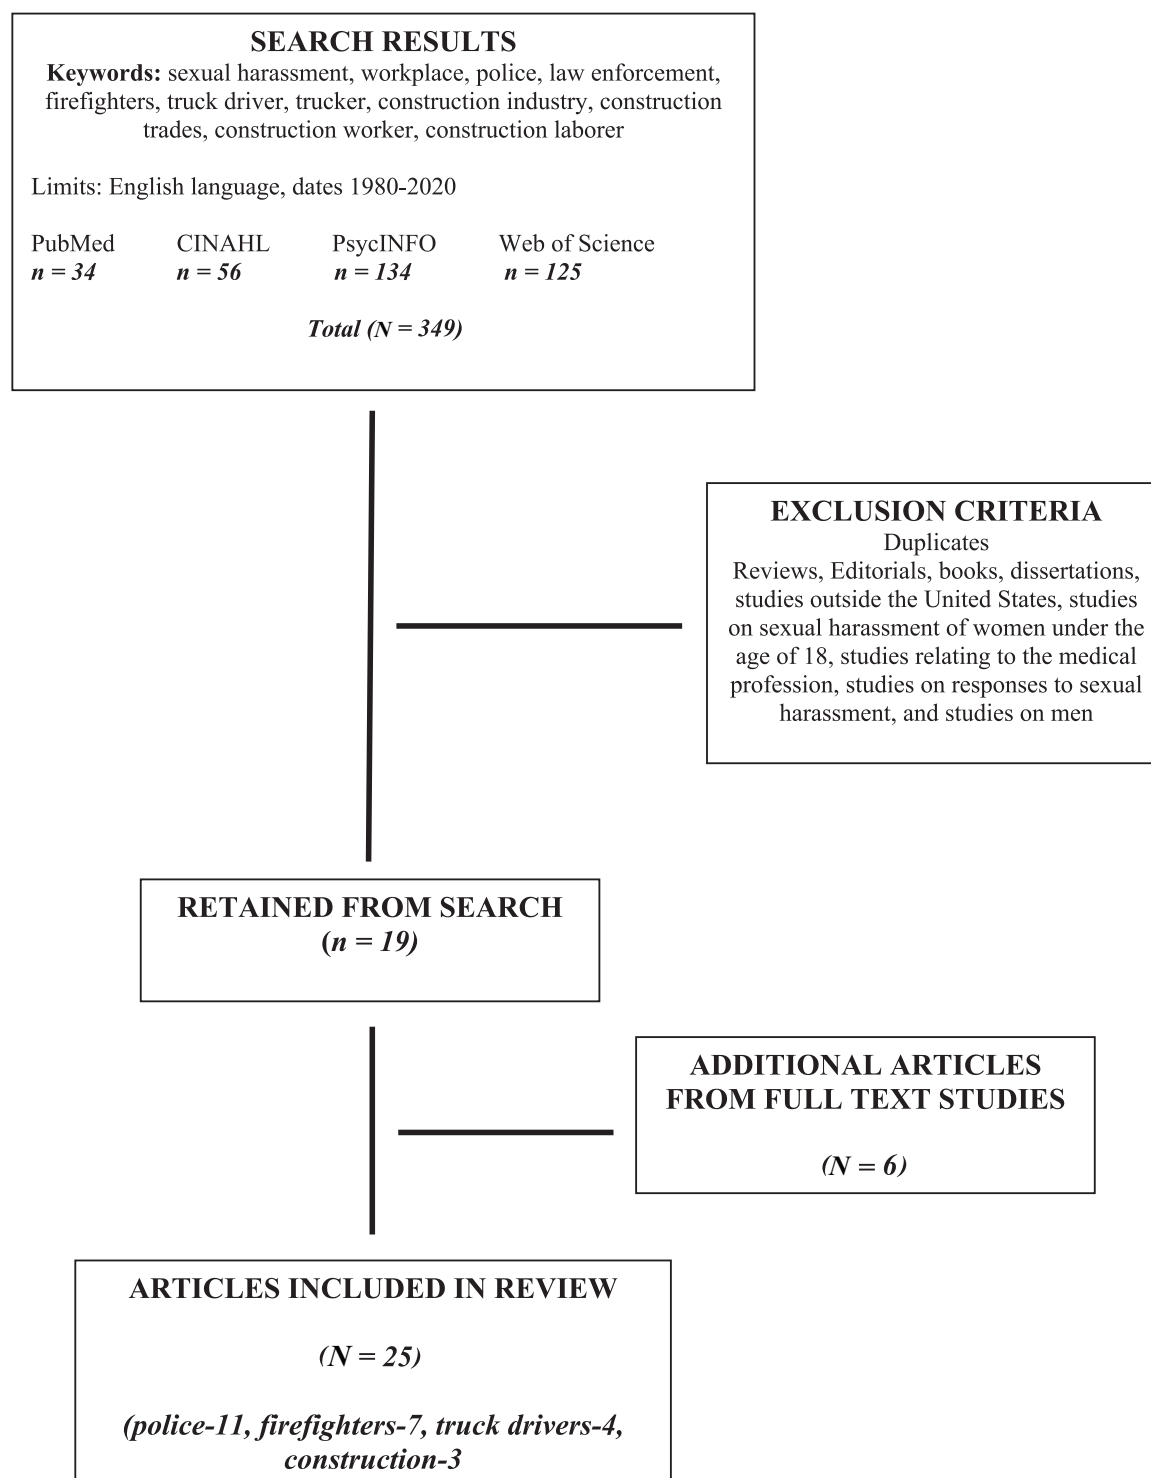 SEARCH RESULTS
Keywords: sexual harassment, workplace, police, law enforcement,
firefighters, truck driver, trucker, construction industry, construction
trades, construction worker, construction laborer
Limits: English language, dates 1980-2020
PubMed CINAHL PsycINFO Web of Science
n = 34 n = 56 n = 134 n = 125
Total (N = 349)
EXCLUSION CRITERIA
Duplicates
Reviews, Editorials, books, dissertations,
studies outside the United States, studies
on sexual harassment of women under the
age of 18, studies relating to the medical
profession, studies on responses to sexual
harassment, and studies on men
RETAINED FROM SEARCH
(n = 19)
ADDITIONAL ARTICLES
FROM FULL TEXT STUDIES
(N = 6)
ARTICLES INCLUDED IN REVIEW
(N = 25)
(police-11, firefighters-7, truck drivers-4,
construction-3